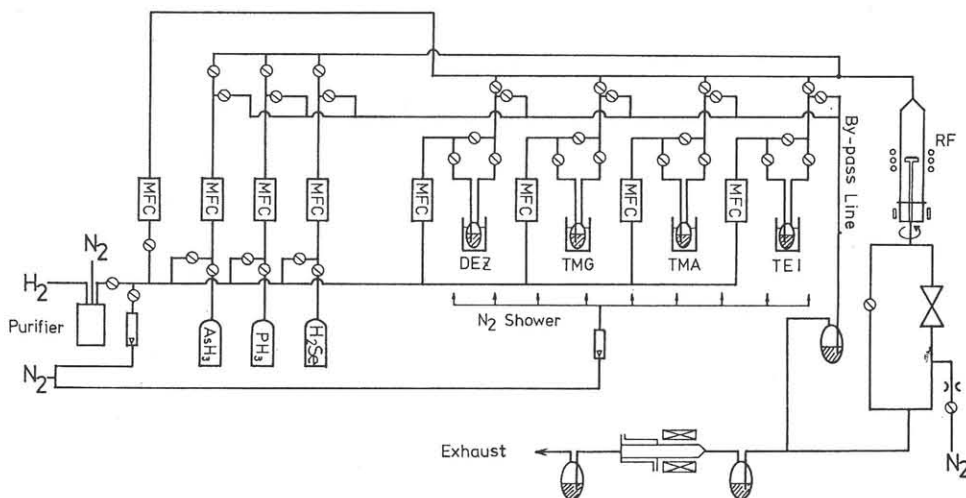 RF
By-pass Line
MFC
MFC
MFC
MFC
MFC
MFC
MFC
MFC
DEZ
TMG
TMA
TEI
N2
H2
Purifier
N2 Shower
AsH3
PH3
H2Se
N2
Exhaust
N2